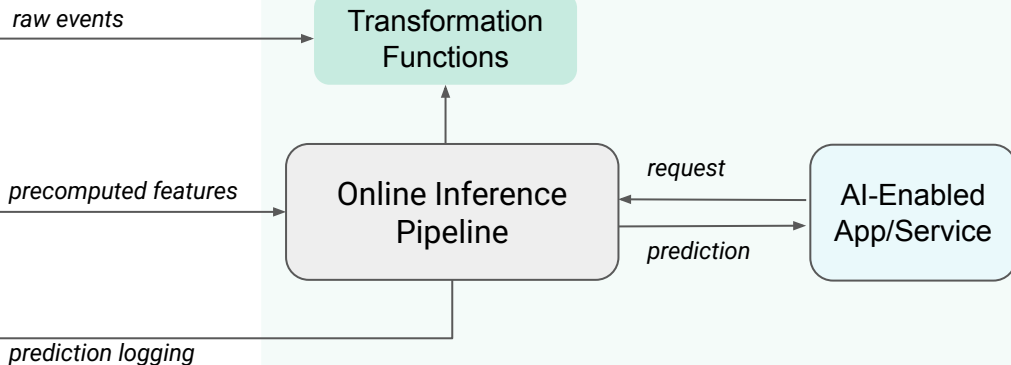 raw events
Transformation
Functions
precomputed features
Online Inference
Pipeline
request
prediction
AI-Enabled
App/Service
prediction logging